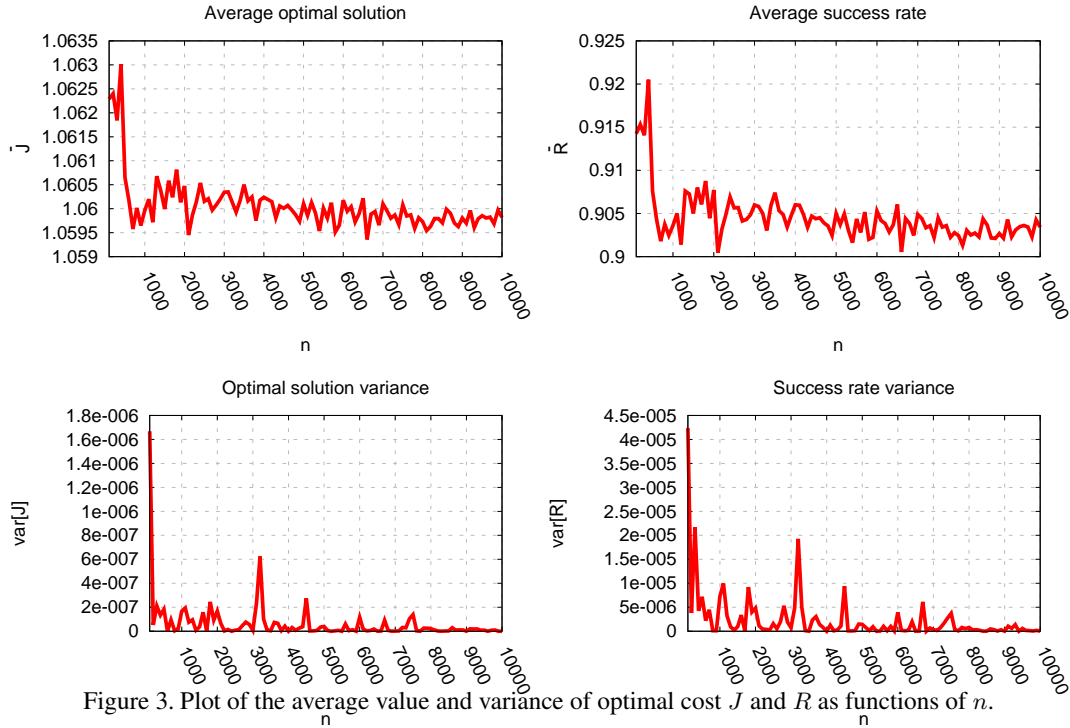 Average optimal solution
1.0635
1.063
1.0625
1.062
1.0615
1.061
1.0605
1.06
1.0595
1.059
J̄
1000
2000
3000
4000
5000
6000
7000
8000
9000
10000
n
Average success rate
0.925
0.92
0.915
0.91
0.905
0.9
R̄
1000
2000
3000
4000
5000
6000
7000
8000
9000
10000
n
Optimal solution variance
1.8e-006
1.6e-006
1.4e-006
1.2e-006
1e-006
8e-007
6e-007
4e-007
2e-007
0
var[J]
1000
2000
3000
4000
5000
6000
7000
8000
9000
10000
n
Success rate variance
4.5e-005
4e-005
3.5e-005
3e-005
2.5e-005
2e-005
1.5e-005
1e-005
5e-006
0
var[R]
1000
2000
3000
4000
5000
6000
7000
8000
9000
10000
n
Figure 3. Plot of the average value and variance of optimal cost J and R as functions of n.